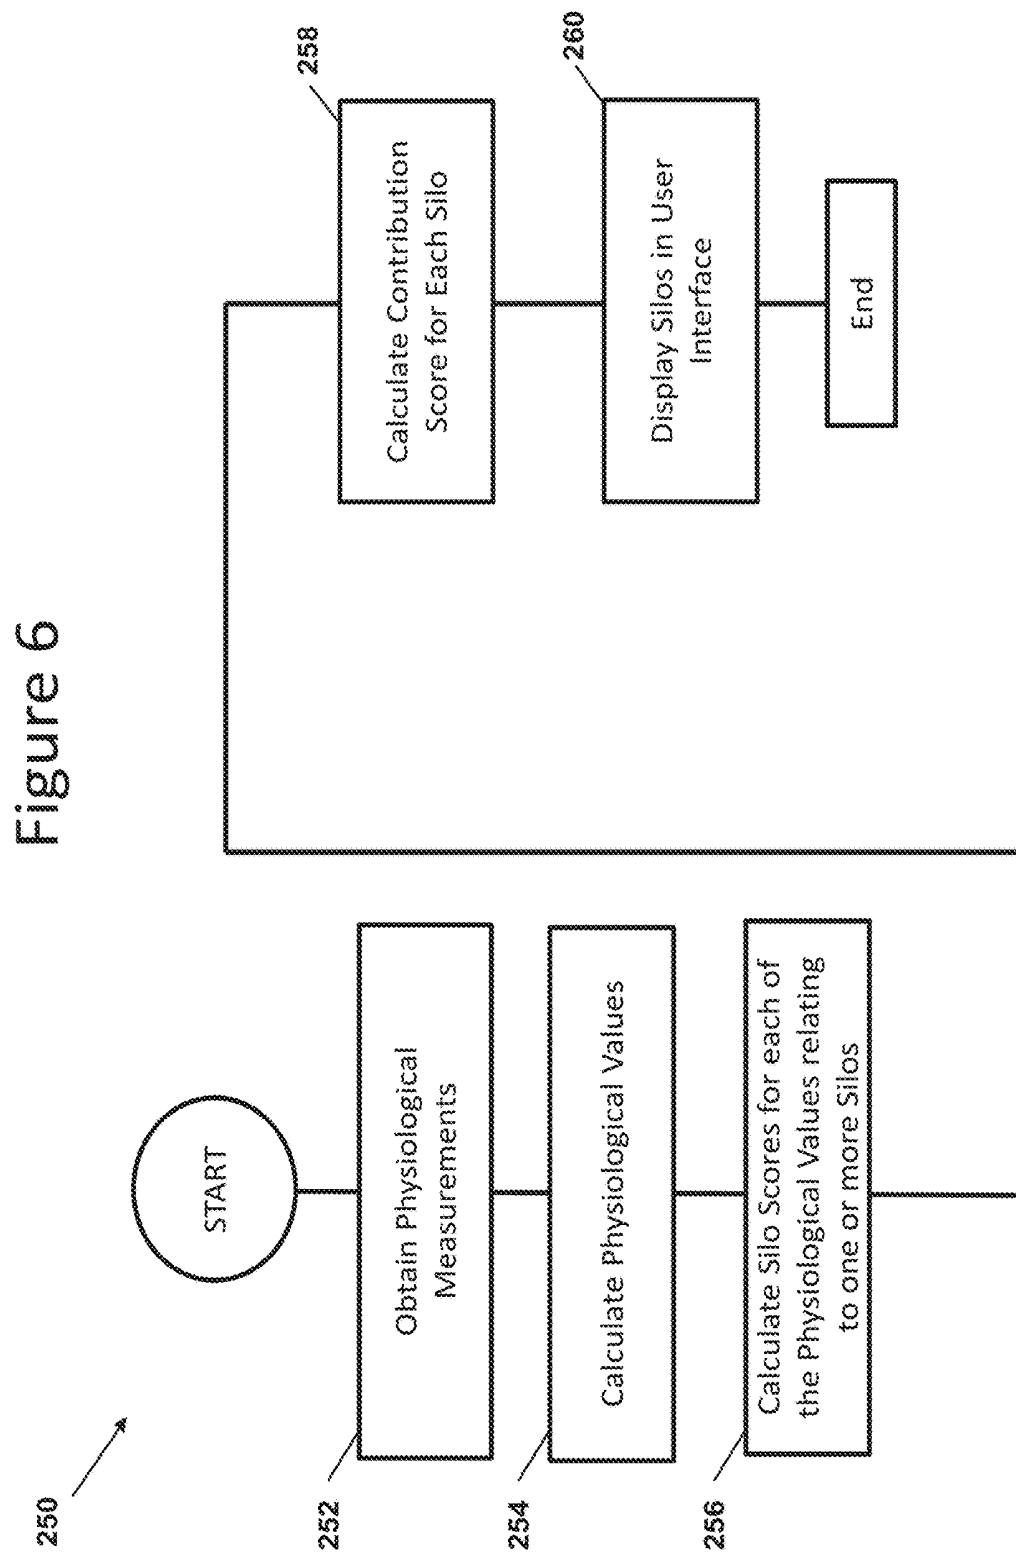 Figure 6
250
START
252
Obtain Physiological
Measurements
254
Calculate Physiological Values
256
Calculate Silo Scores for each of
the Physiological Values relating
to one or more Silos
258
Calculate Contribution
Score for Each Silo
260
Display Silos in User
Interface
End